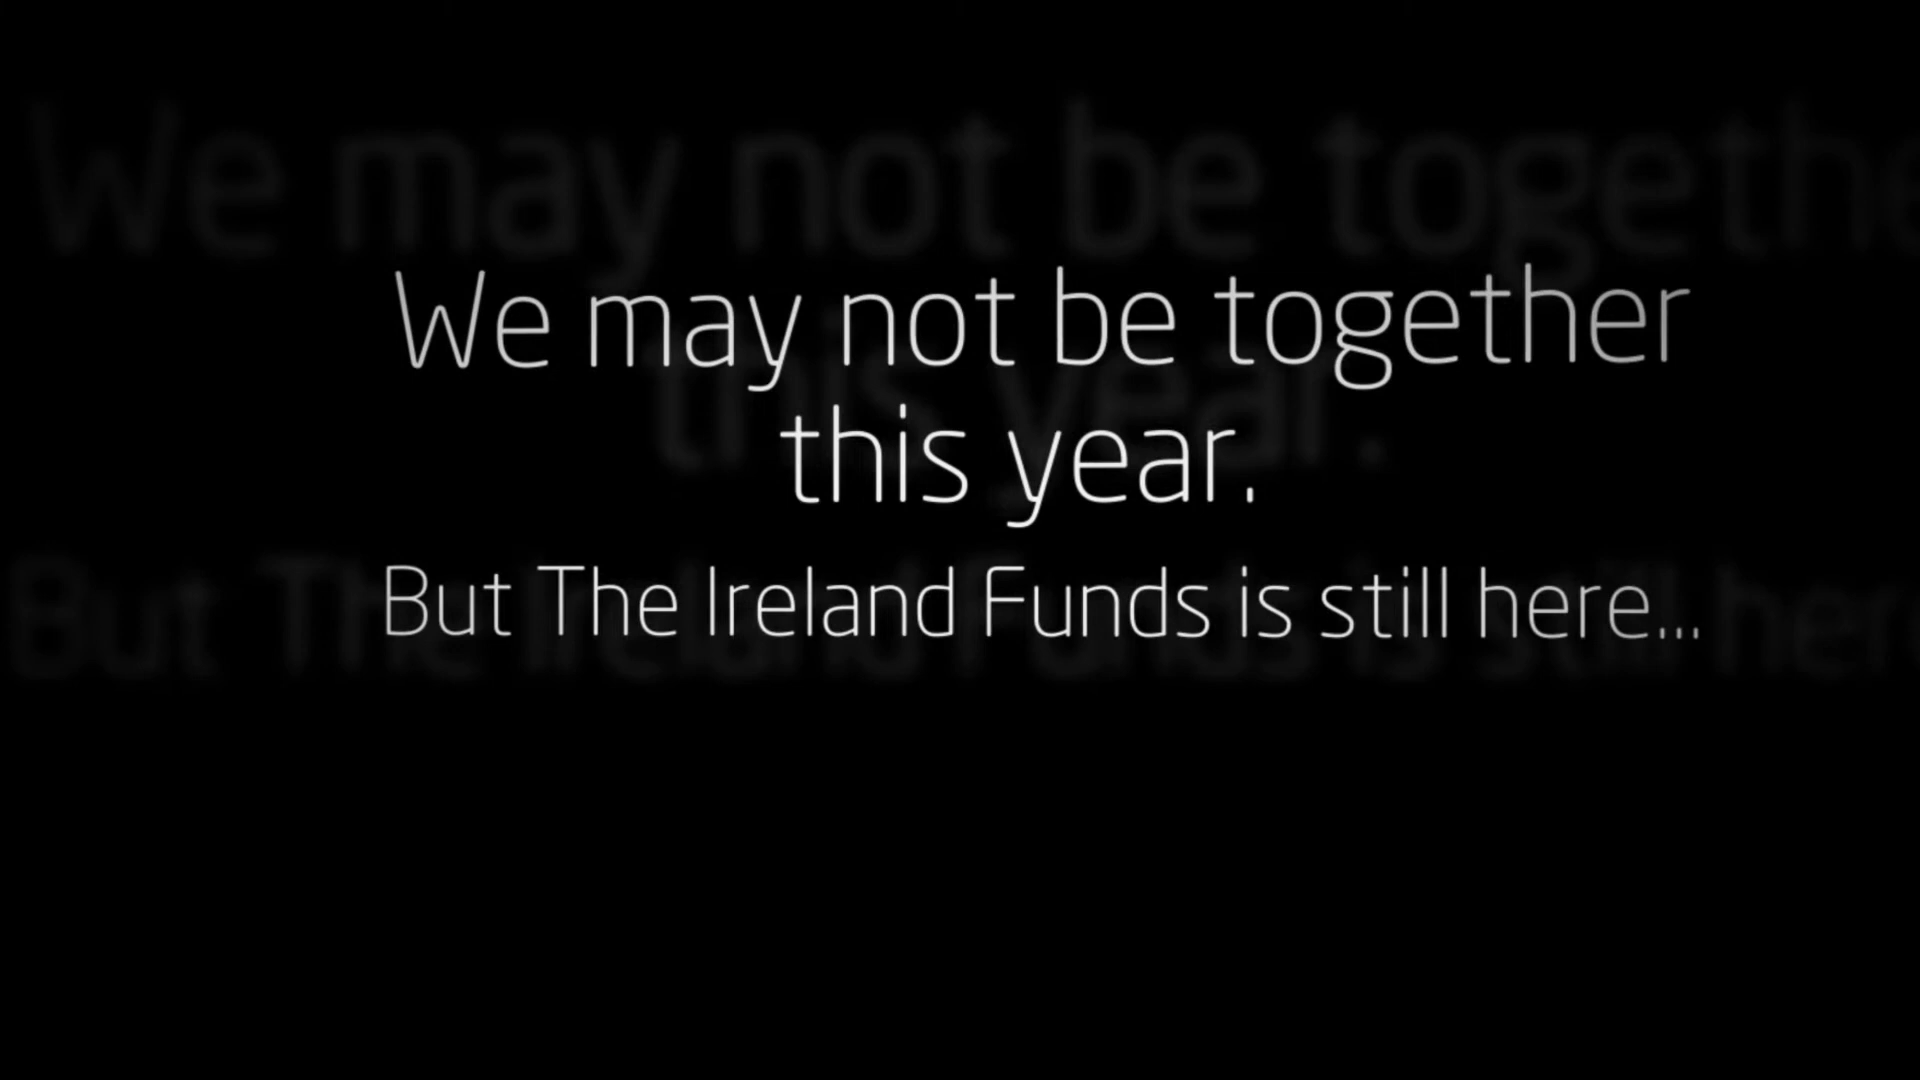 We may not be together
this year.
But The Ireland Funds is still here...